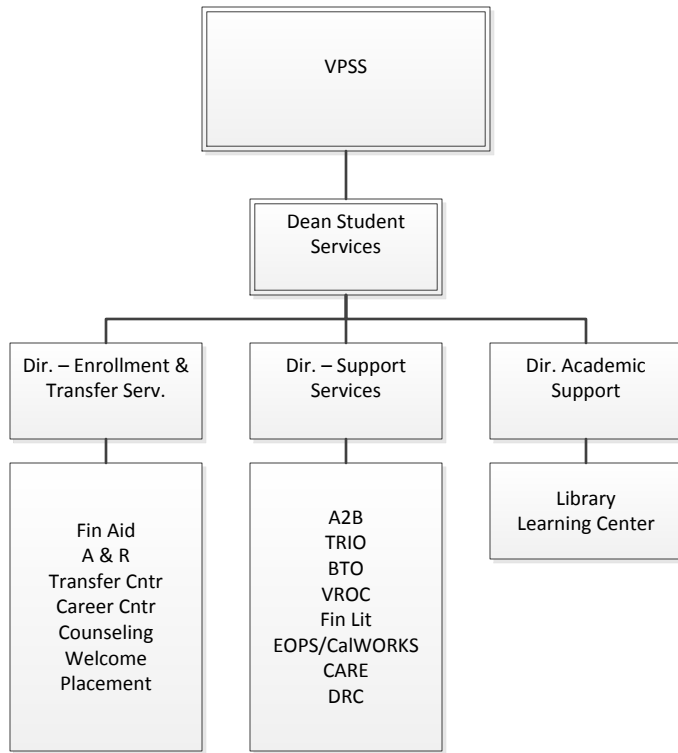 VPSS
Dean Student
Services
Dir. – Enrollment &
Transfer Serv.
Dir. – Support
Services
Dir. Academic
Support
Fin Aid
A & R
Transfer Cntr
Career Cntr
Counseling
Welcome
Placement
A2B
TRIO
BTO
VROC
Fin Lit
EOPS/CalWORKS
CARE
DRC
Library
Learning Center